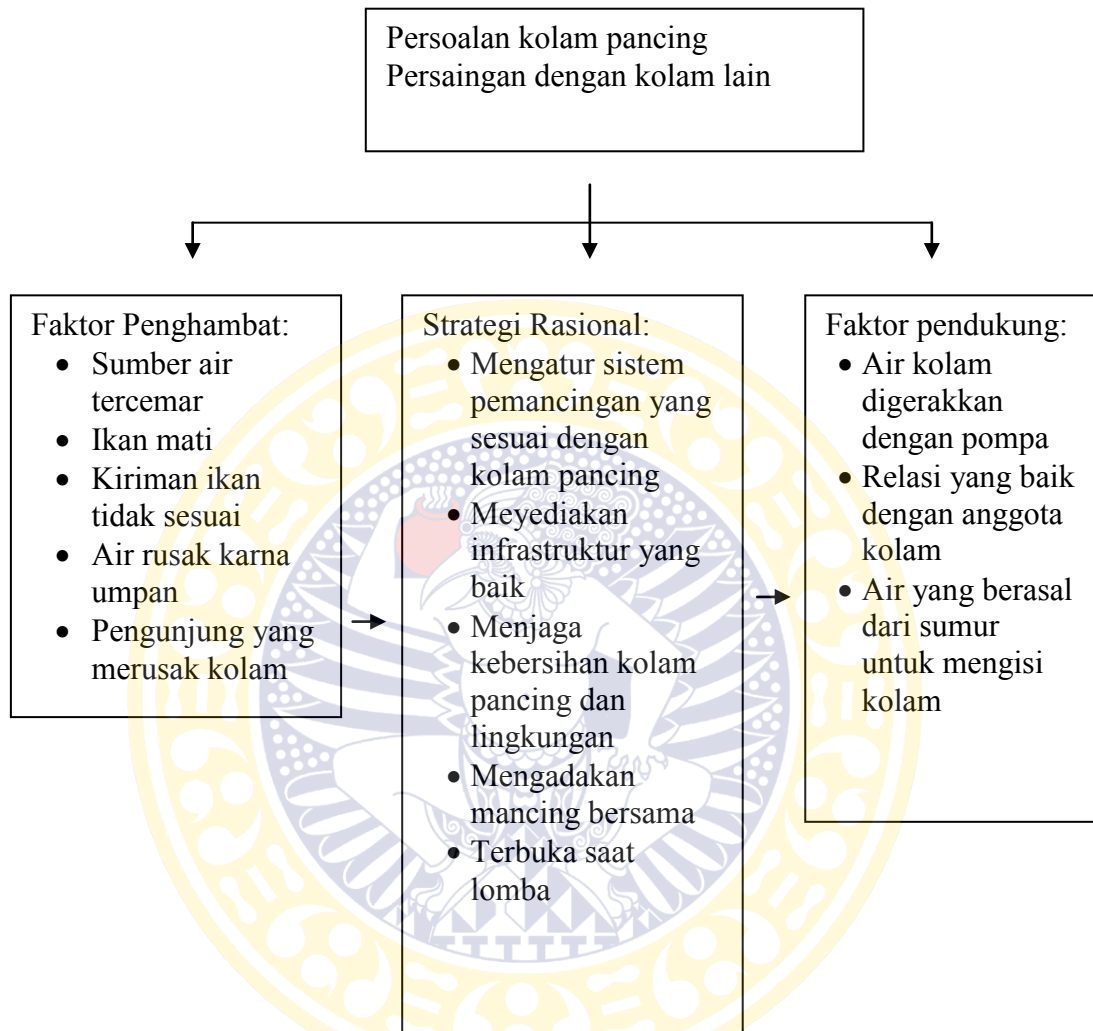 Persoalan kolam pancing
Persaingan dengan kolam lain
Faktor Penghambat:
• Sumber air
tercemar
• Ikan mati
• Kiriman ikan
tidak sesuai
• Air rusak karna
umpan
• Pengunjung yang
merusak kolam
Strategi Rasional:
• Mengatur sistem
pemancingan yang
sesuai dengan
kolam pancing
• Meyediakan
infrastruktur yang
baik
• Menjaga
kebersihan kolam
pancing dan
lingkungan
• Mengadakan
mancing bersama
• Terbuka saat
lomba
Faktor pendukung:
• Air kolam
digerakkan
dengan pompa
• Relasi yang baik
dengan anggota
kolam
• Air yang berasal
dari sumur
untuk mengisi
kolam